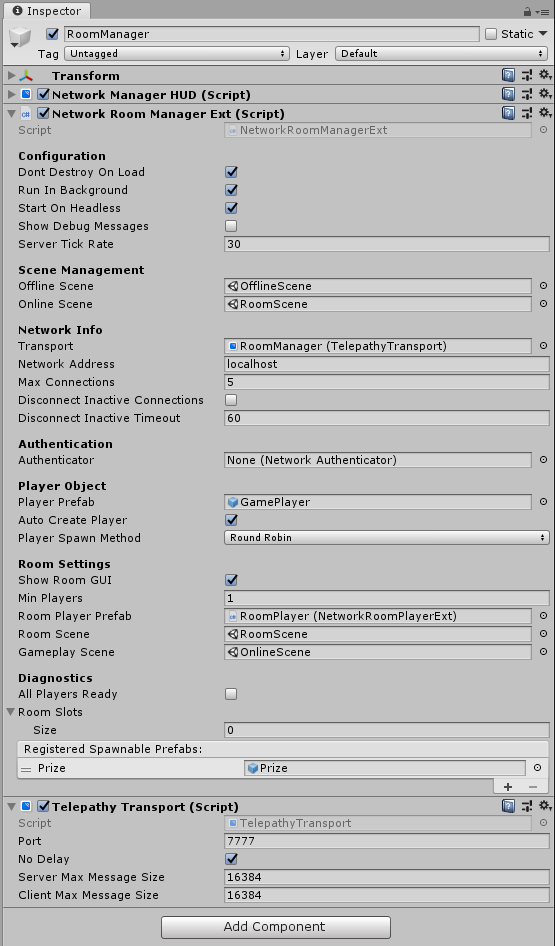 Inspector
RoomManager Static
Tag Untagged Layer Default
Transform
Network Manager HUD (Script)
Network Room Manager Ext (Script)
Script NetworkRoomManagerExt
Configuration
Dont Destroy On Load
Run In Background
Start On Headless
Show Debug Messages
Server Tick Rate 30
Scene Management
Offline Scene OfflineScene
Online Scene RoomScene
Network Info
Transport RoomManager (TelepathyTransport)
Network Address localhost
Max Connections 5
Disconnect Inactive Connections
Disconnect Inactive Timeout 60
Authentication
Authenticator None (Network Authenticator)
Player Object
Player Prefab GamePlayer
Auto Create Player
Player Spawn Method Round Robin
Room Settings
Show Room GUI
Min Players 1
Room Player Prefab RoomPlayer (NetworkRoomPlayerExt)
Room Scene RoomScene
Gameplay Scene OnlineScene
Diagnostics
All Players Ready
Room Slots
Size 0
Registered Spawnable Prefabs:
Prize Prize
+ −
Telepathy Transport (Script)
Script TelepathyTransport
Port 7777
No Delay
Server Max Message Size 16384
Client Max Message Size 16384
Add Component